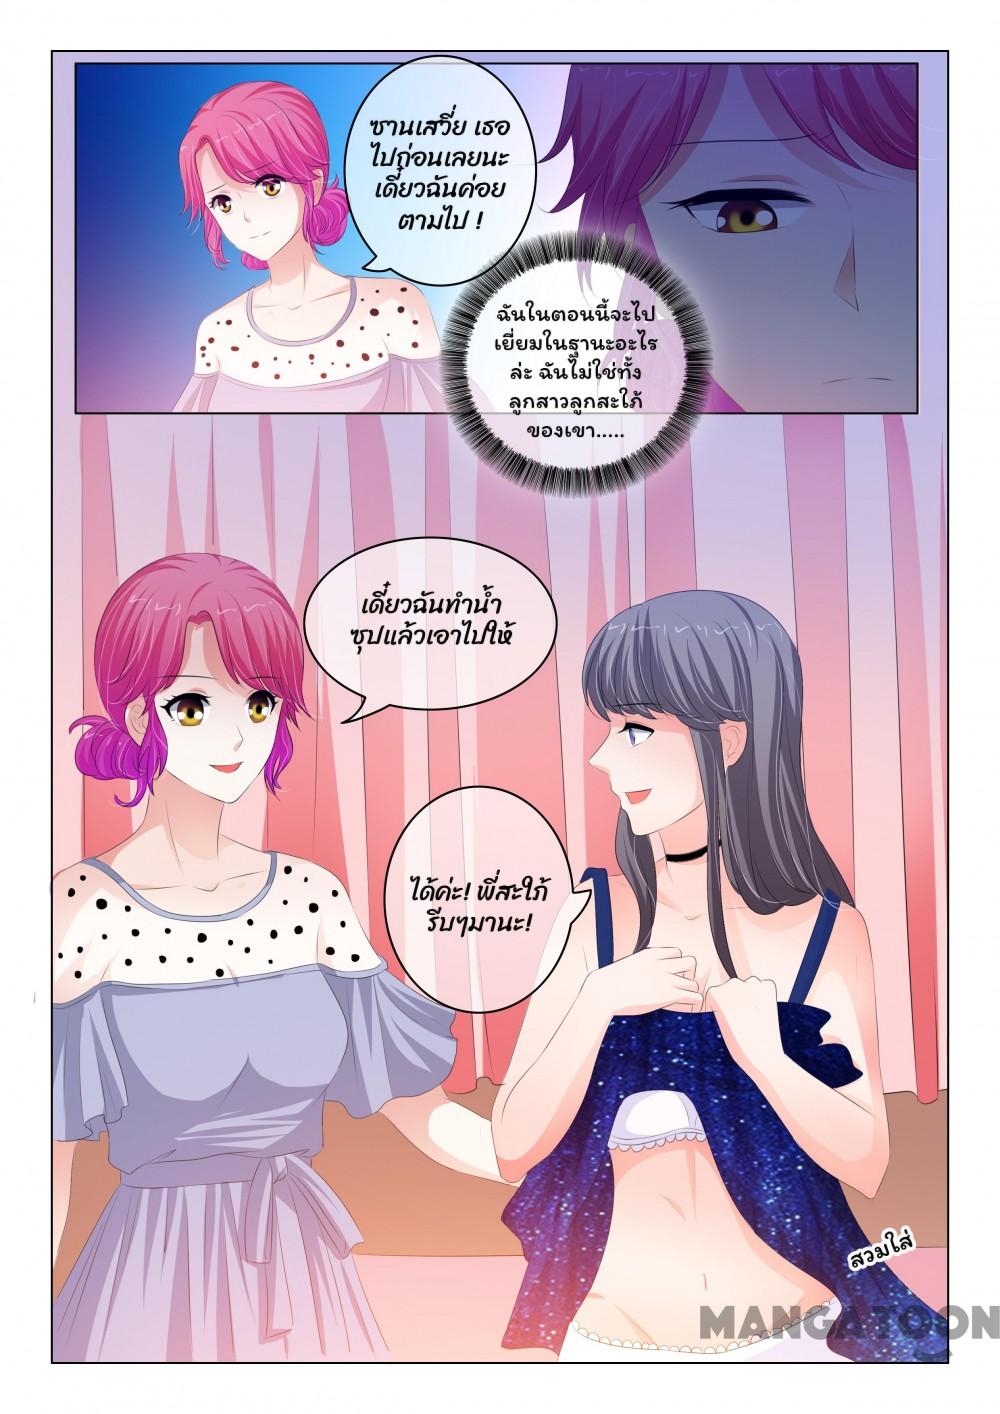 ซานเสวี่ย เธอ
ไปก่อนเลยนะ
เดี๋ยวฉันค่อย
ตามไป !
ฉันในตอนนี้จะไป
เยี่ยมในฐานะอะไร
ล่ะ ฉันไม่ใช่ทั้ง
ลูกสาวลูกสะใภ้
ของเขา.....
เดี๋ยวฉันทำน้ำ
ซุปแล้วเอาไปให้
ได้ค่ะ! พี่สะใภ้
รีบๆมานะ!
สวมใส่
MANGATOON